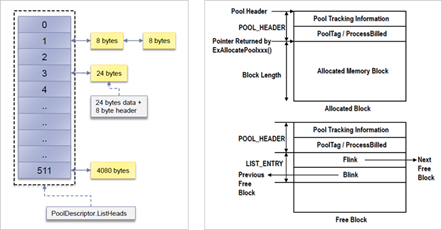 0
1
8 bytes
8 bytes
2
3
24 bytes
4
..
24 bytes data +
8 byte header
..
..
511
4080 bytes
PoolDescriptor.ListHeads
Pool Header
Pool Tracking Information
POOL_HEADER
PoolTag / ProcessBilled
Pointer Returned by
ExAllocatePoolxxx()
Block Length
Allocated Memory Block
Allocated Block
Pool Tracking Information
POOL_HEADER
PoolTag / ProcessBilled
LIST_ENTRY
Flink
Next
Free
Block
Previous
Free
Block
Blink
Free Block